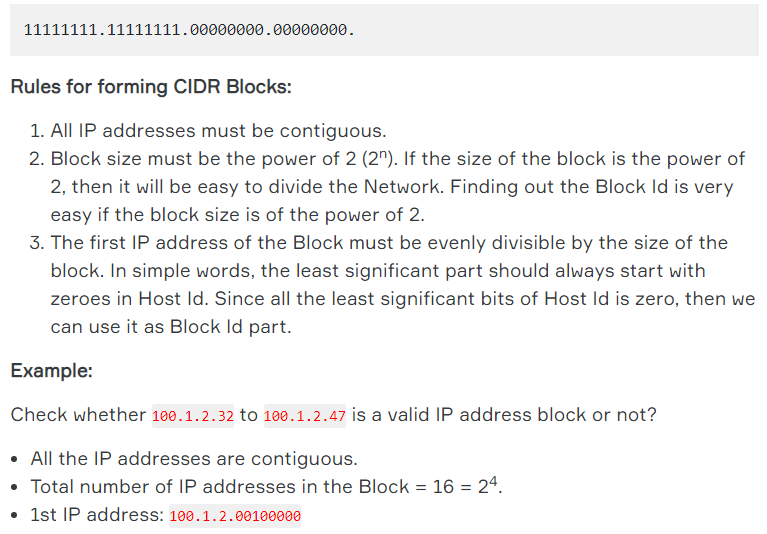 11111111.11111111.00000000.00000000.
Rules for forming CIDR Blocks:
1. All IP addresses must be contiguous.
2. Block size must be the power of 2 (2ⁿ). If the size of the block is the power of
2, then it will be easy to divide the Network. Finding out the Block Id is very
easy if the block size is of the power of 2.
3. The first IP address of the Block must be evenly divisible by the size of the
block. In simple words, the least significant part should always start with
zeroes in Host Id. Since all the least significant bits of Host Id is zero, then we
can use it as Block Id part.
Example:
Check whether 100.1.2.32 to 100.1.2.47 is a valid IP address block or not?
• All the IP addresses are contiguous.
• Total number of IP addresses in the Block = 16 = 2⁴.
• 1st IP address: 100.1.2.00100000